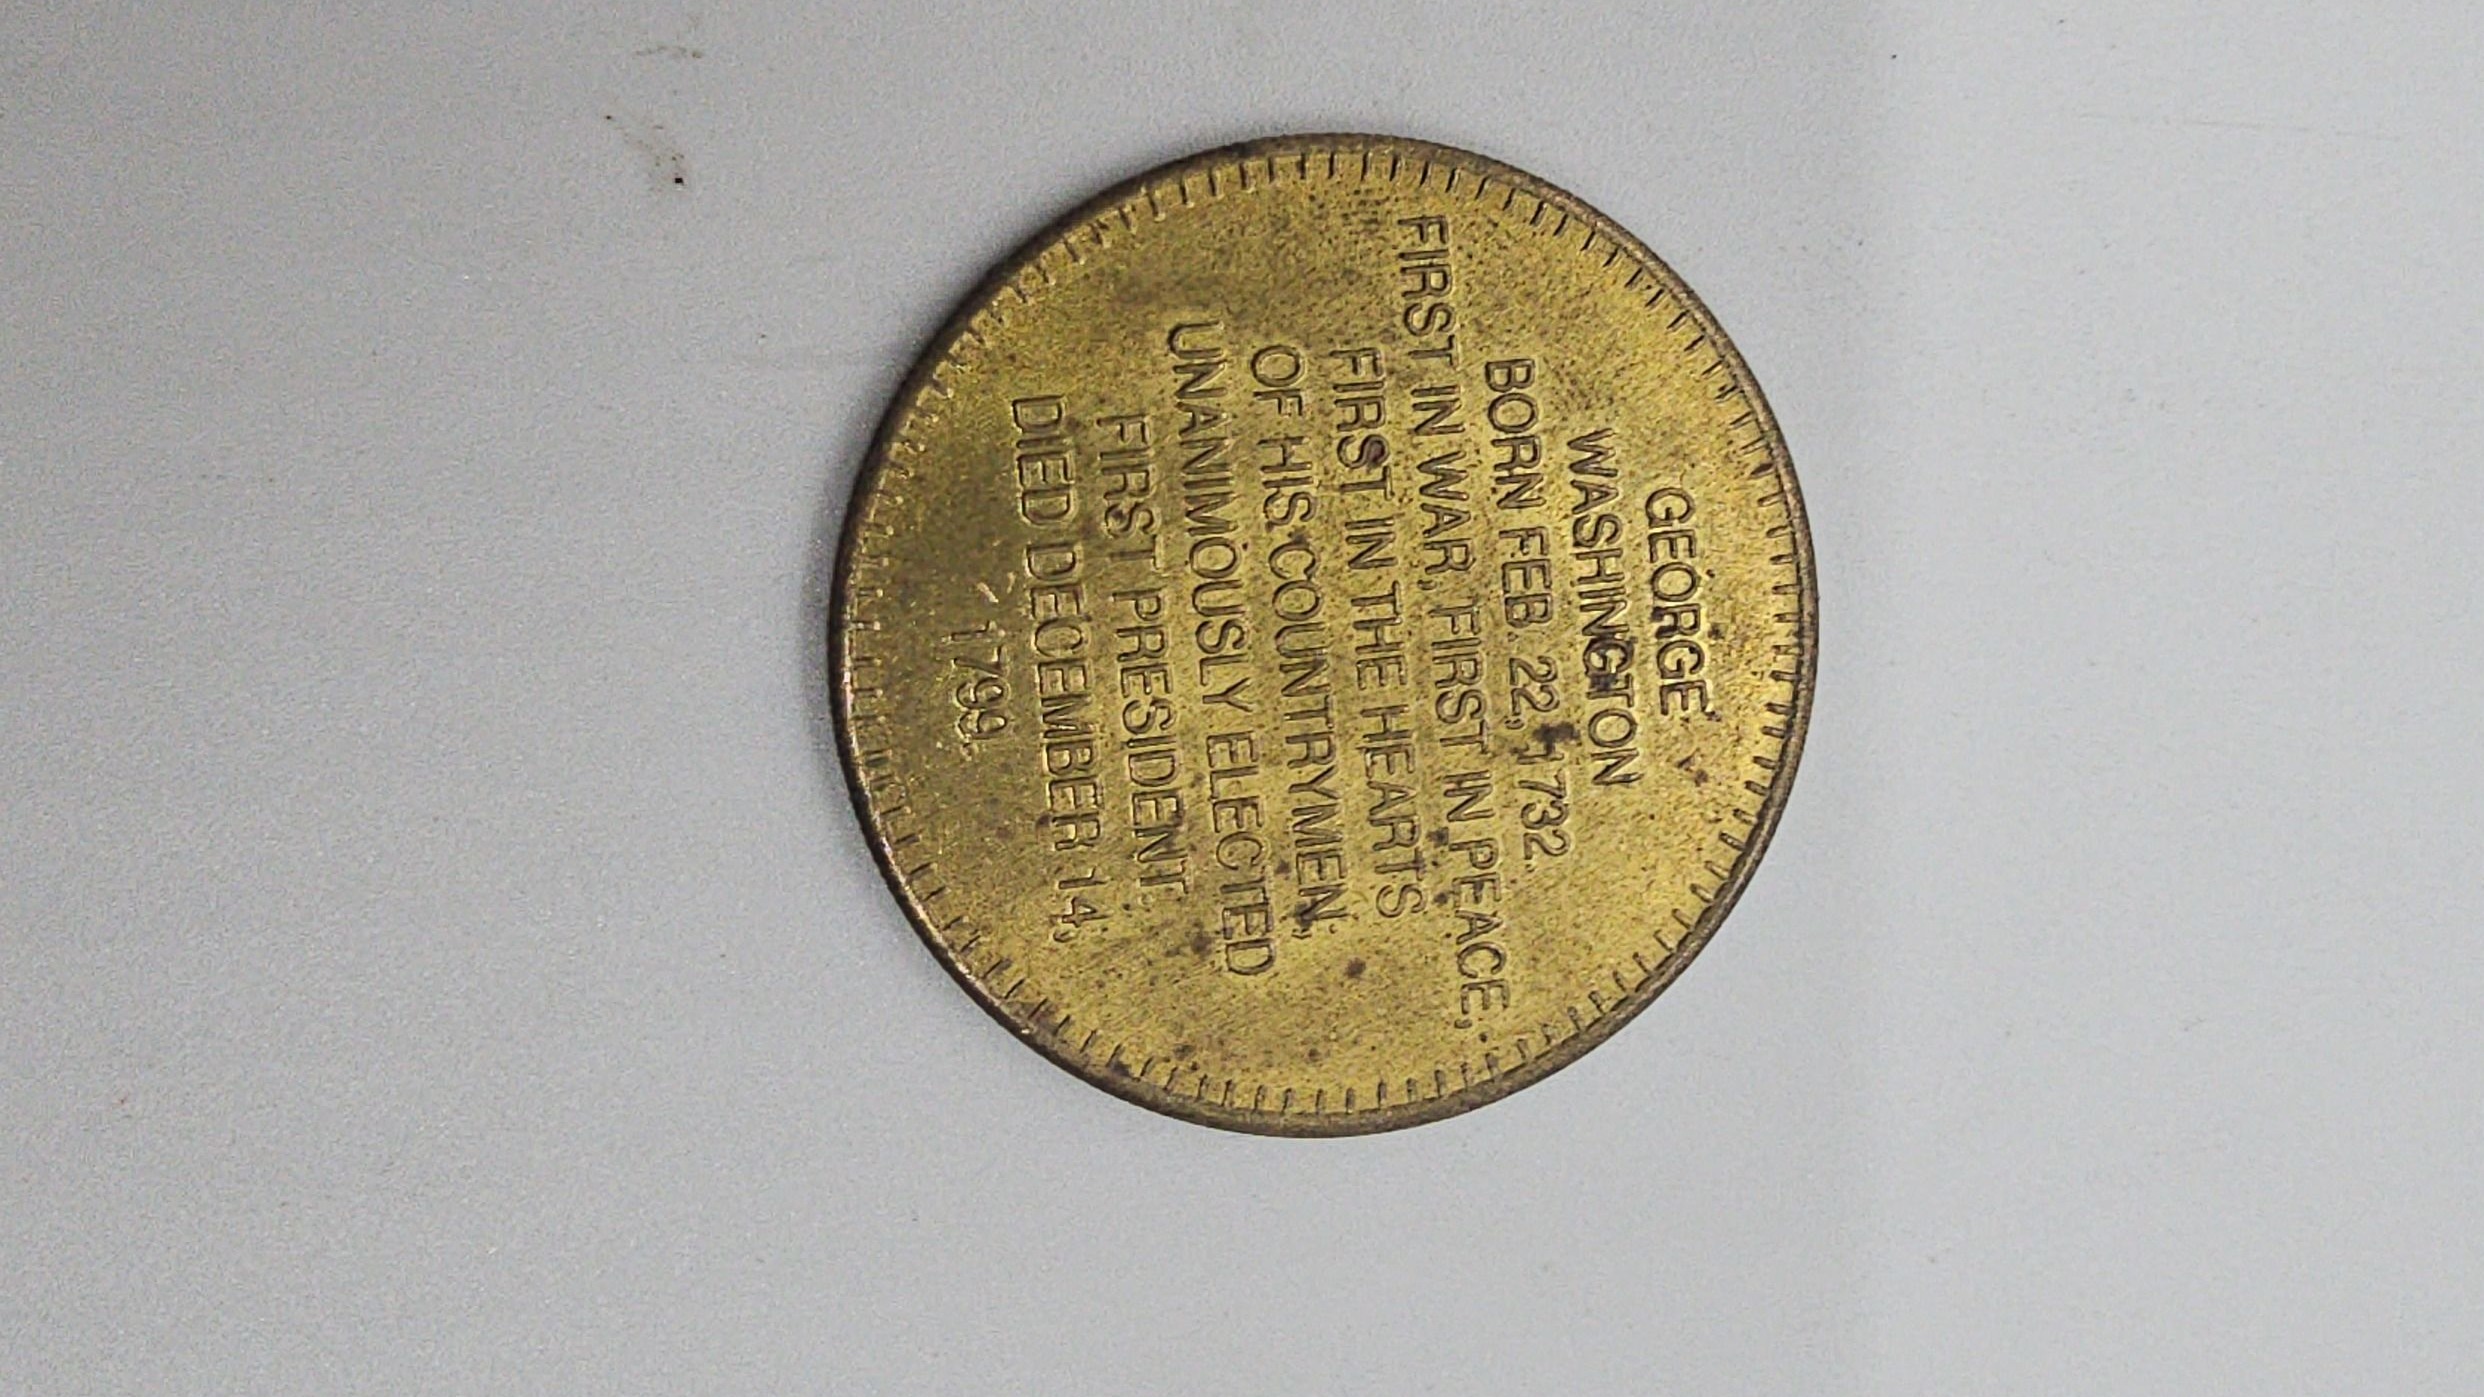 GEORGE
WASHINGTON
BORN FEB. 22, 1732.
FIRST IN WAR, FIRST IN PEACE,
FIRST IN THE HEARTS
OF HIS COUNTRYMEN,
UNANIMOUSLY ELECTED
FIRST PRESIDENT.
DIED DECEMBER 14,
1799.